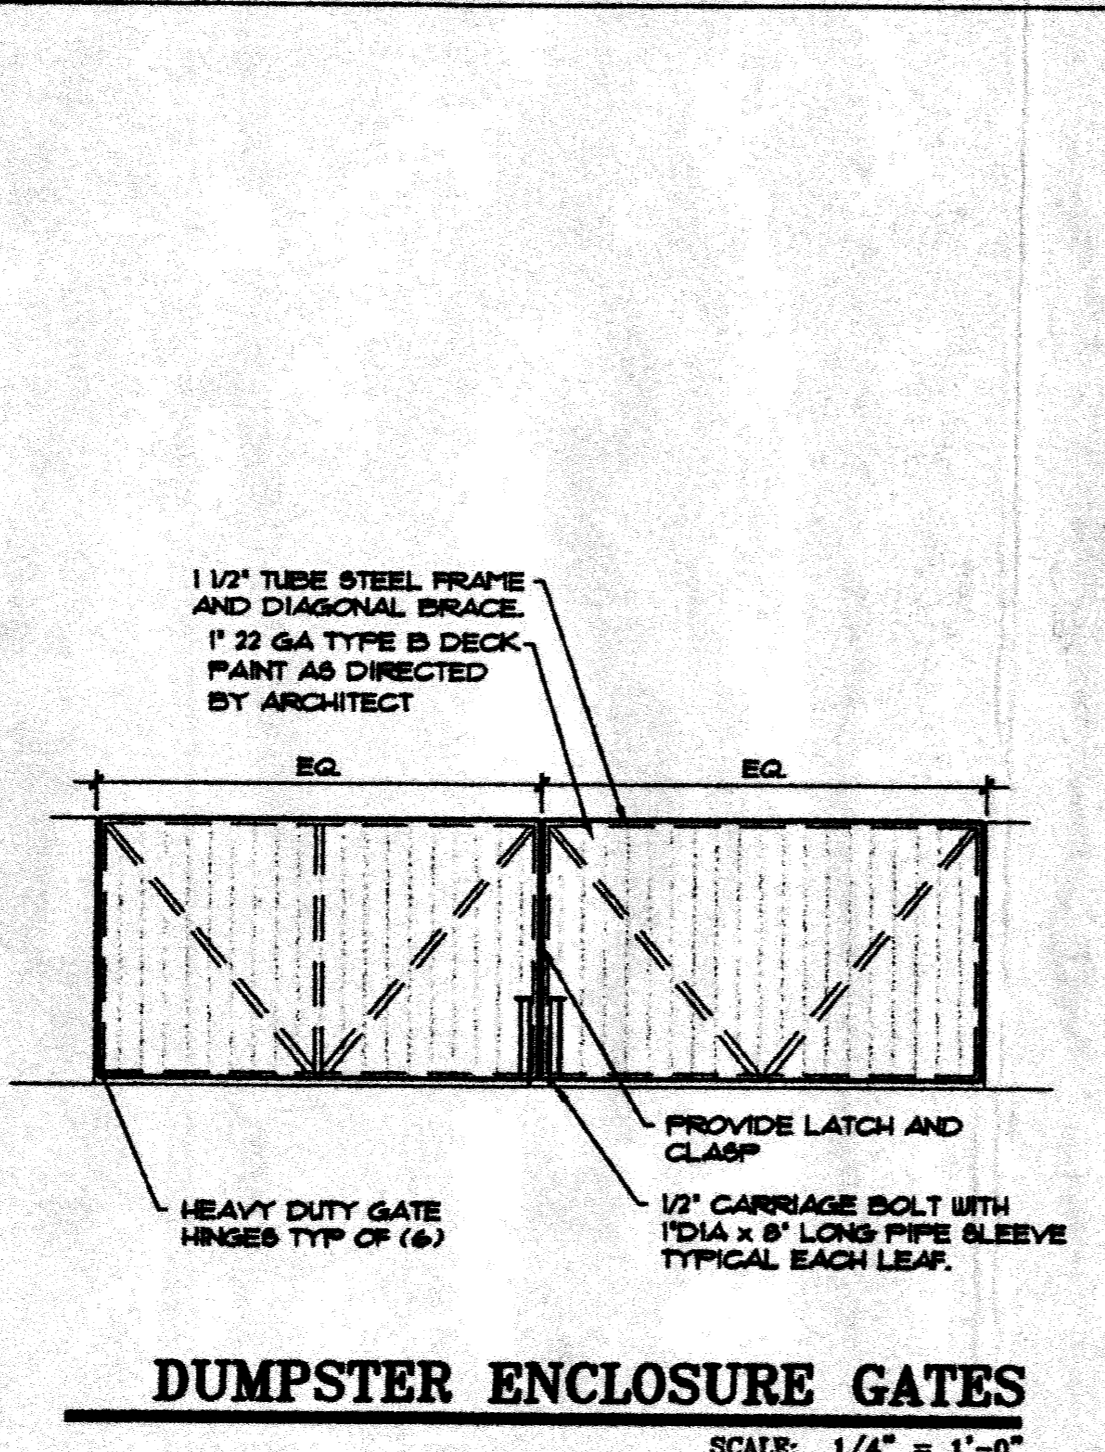 1 1/2" TUBE STEEL FRAME
AND DIAGONAL BRACE.
1" 22 GA TYPE B DECK
PAINT AS DIRECTED
BY ARCHITECT
EQ.
EQ.
PROVIDE LATCH AND
CLASP
HEAVY DUTY GATE
HINGES TYP OF (6)
1/2" CARRIAGE BOLT WITH
1"DIA x 8" LONG PIPE SLEEVE
TYPICAL EACH LEAF.
DUMPSTER ENCLOSURE GATES
SCALE: 1/4" = 1'-0"